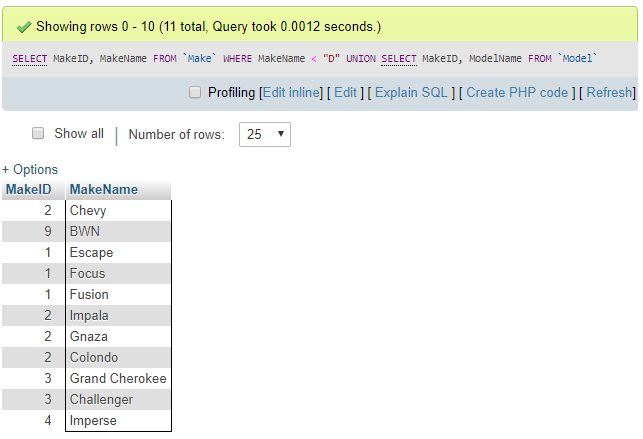 Showing rows 0 - 10 (11 total, Query took 0.0012 seconds.)
SELECT MakeID, MakeName FROM `Make` WHERE MakeName < "D" UNION SELECT MakeID, ModelName FROM `Model`
Profiling [Edit inline] [ Edit ] [ Explain SQL ] [ Create PHP code ] [ Refresh]
Show all | Number of rows: 25
+ Options
MakeID MakeName
2 Chevy
9 BWN
1 Escape
1 Focus
1 Fusion
2 Impala
2 Gnaza
2 Colondo
3 Grand Cherokee
3 Challenger
4 Imperse